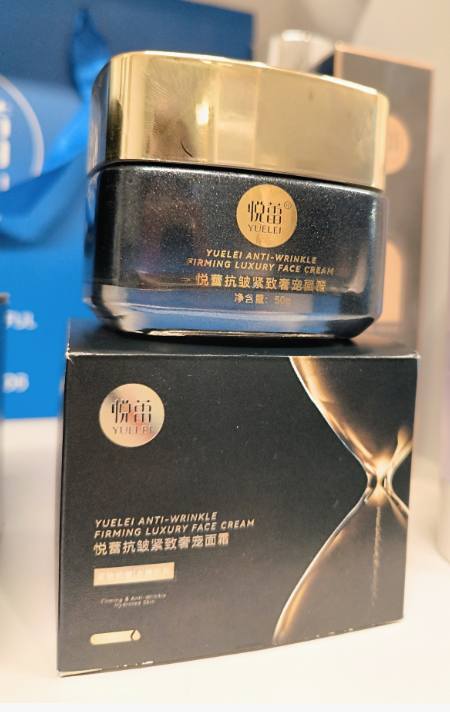 悦蕾®
YUELEI
YUELEI ANTI-WRINKLE
FIRMING LUXURY FACE CREAM
悦蕾抗皱紧致奢宠面霜
净含量：50g
悦蕾
YUELEI
YUELEI ANTI-WRINKLE
FIRMING LUXURY FACE CREAM
悦蕾抗皱紧致奢宠面霜
Firming & Anti-Wrinkle
Hydrated Skin